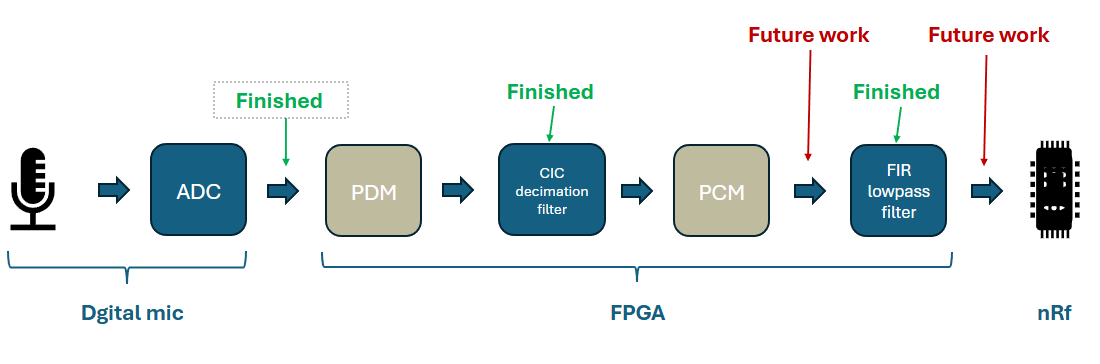 Future work
Future work
Finished
Finished
Finished
ADC
PDM
CIC
decimation
filter
PCM
FIR
lowpass
filter
Dgital mic
FPGA
nRf